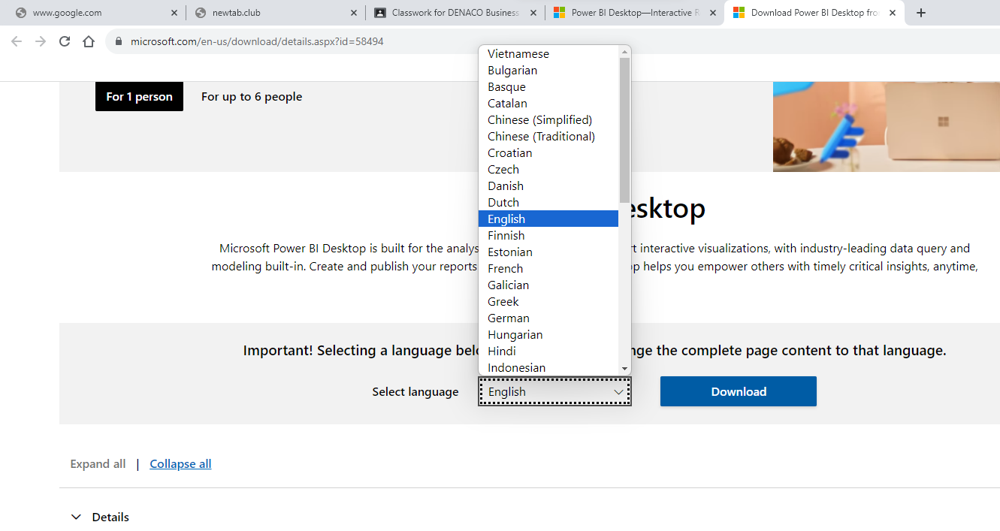 www.google.com
newtab.club
Classwork for DENACO Business
Power BI Desktop—Interactive R
Download Power BI Desktop fro
microsoft.com/en-us/download/details.aspx?id=58494
For 1 person
For up to 6 people
Vietnamese
Bulgarian
Basque
Catalan
Chinese (Simplified)
Chinese (Traditional)
Croatian
Czech
Danish
Dutch
English
Finnish
Estonian
French
Galician
Greek
German
Hungarian
Hindi
Indonesian
esktop
Microsoft Power BI Desktop is built for the analys rt interactive visualizations, with industry-leading data query and
modeling built-in. Create and publish your reports op helps you empower others with timely critical insights, anytime,
Important! Selecting a language belo nge the complete page content to that language.
Select language
English
Download
Expand all | Collapse all
Details